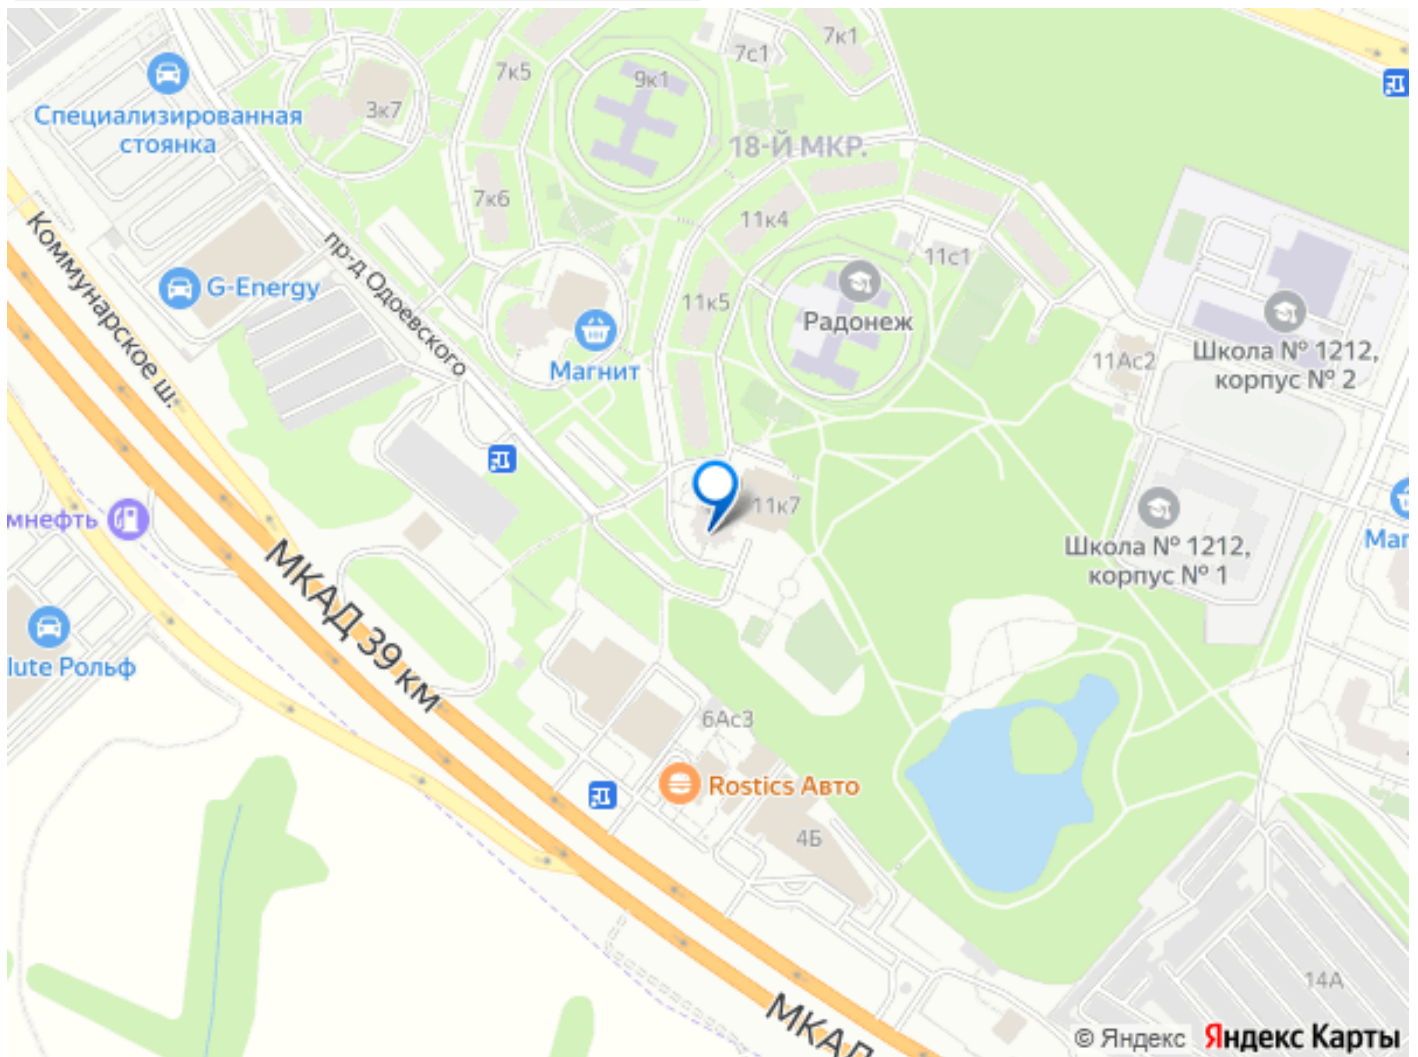 7к1
7с1
7к5
9к1
3к7
Специализированная
стоянка
18-Й МКР.
7к6
11к4
Коммунарское ш.
пр-д Одоевского
11с1
G-Energy
11к5
Радонеж
Магнит
11Ас2
Школа № 1212,
корпус № 2
11к7
мнефть
Школа № 1212,
корпус № 1
Маг
МКАД 39 км
lute Рольф
6Ас3
Rostics Авто
4Б
14А
МКАД
© Яндекс Яндекс Карты